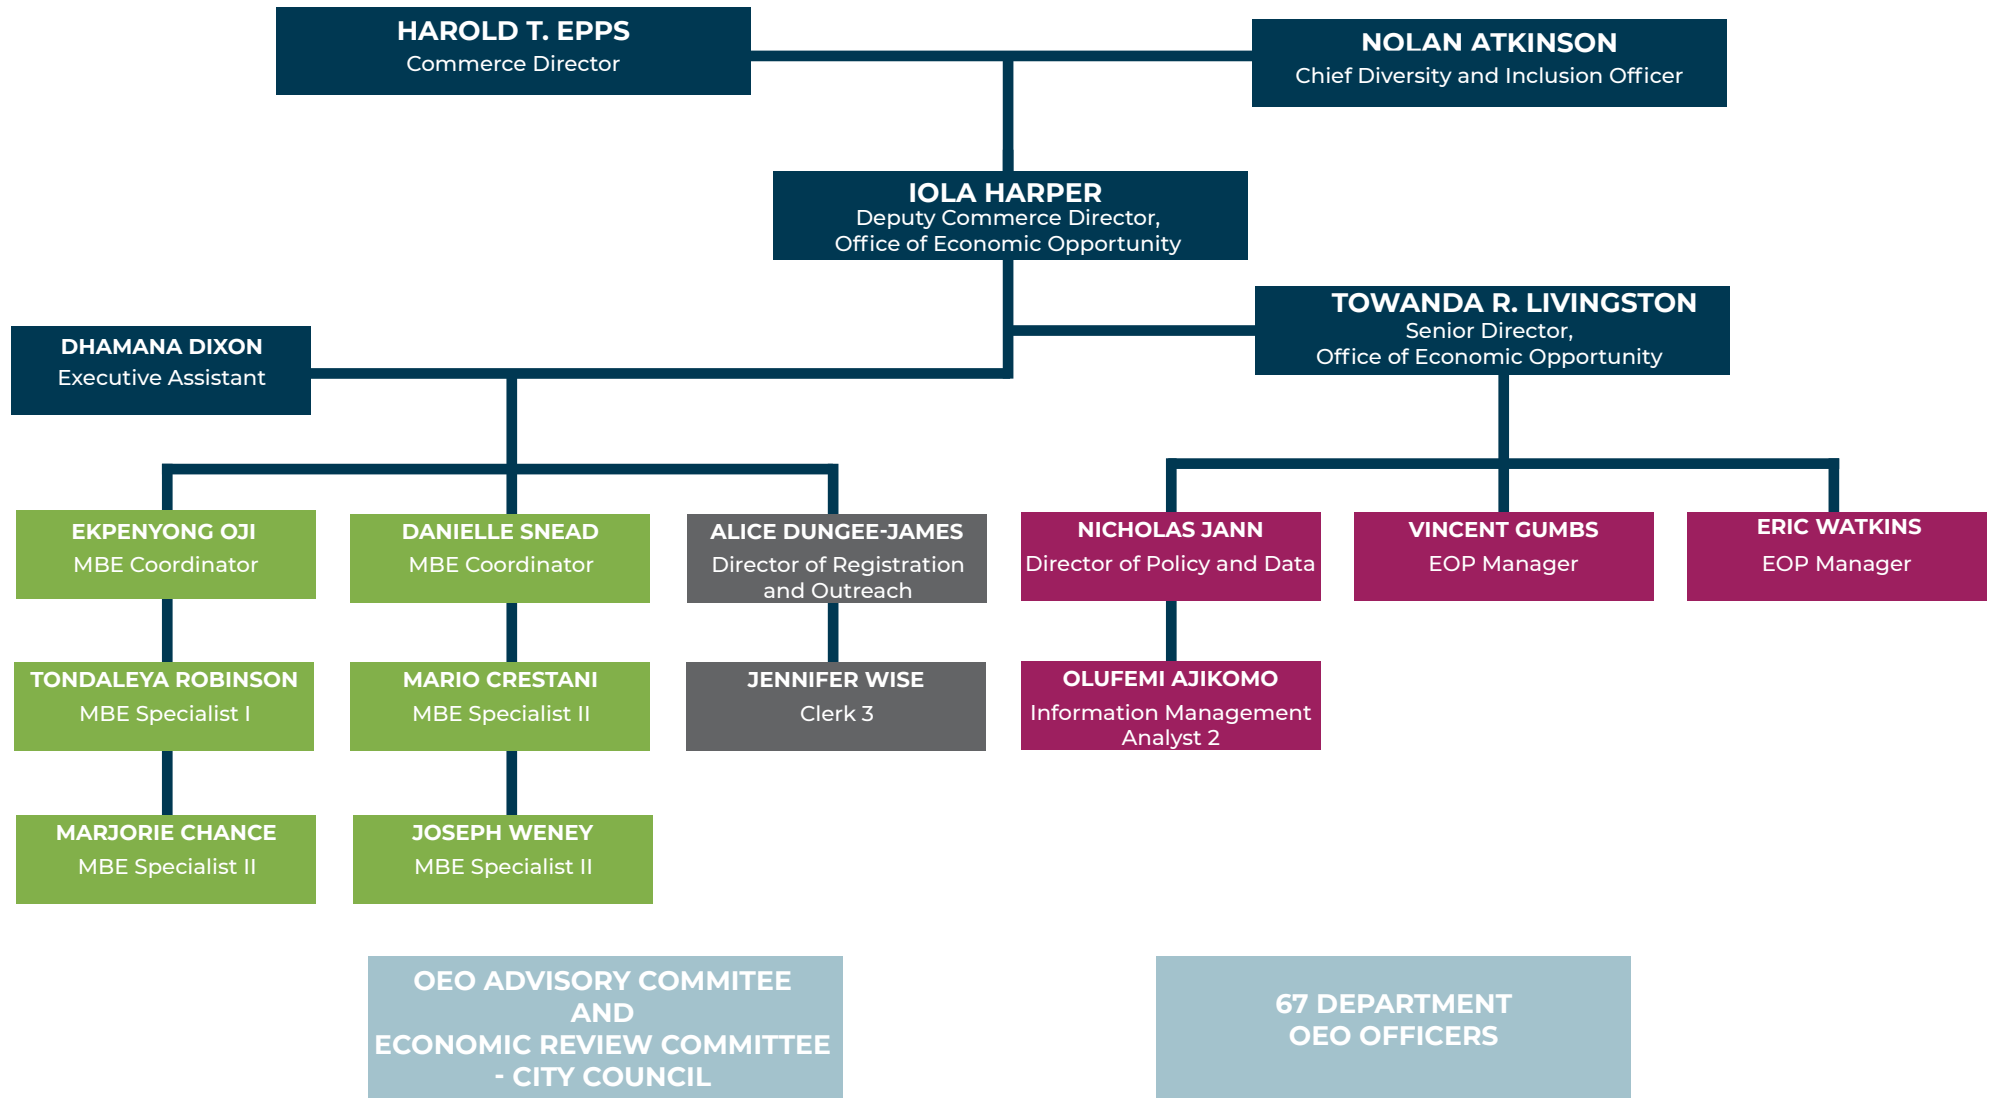 HAROLD T. EPPS
Commerce Director
NOLAN ATKINSON
Chief Diversity and Inclusion Officer
IOLA HARPER
Deputy Commerce Director,
Office of Economic Opportunity
TOWANDA R. LIVINGSTON
Senior Director,
Office of Economic Opportunity
DHAMANA DIXON
Executive Assistant
EKPENYONG OJI
MBE Coordinator
DANIELLE SNEAD
MBE Coordinator
ALICE DUNGEE-JAMES
Director of Registration
and Outreach
NICHOLAS JANN
Director of Policy and Data
VINCENT GUMBS
EOP Manager
ERIC WATKINS
EOP Manager
TONDALEYA ROBINSON
MBE Specialist I
MARIO CRESTANI
MBE Specialist II
JENNIFER WISE
Clerk 3
OLUFEMI AJIKOMO
Information Management
Analyst 2
MARJORIE CHANCE
MBE Specialist II
JOSEPH WENEY
MBE Specialist II
OEO ADVISORY COMMITEE
AND
ECONOMIC REVIEW COMMITTEE
- CITY COUNCIL
67 DEPARTMENT
OEO OFFICERS